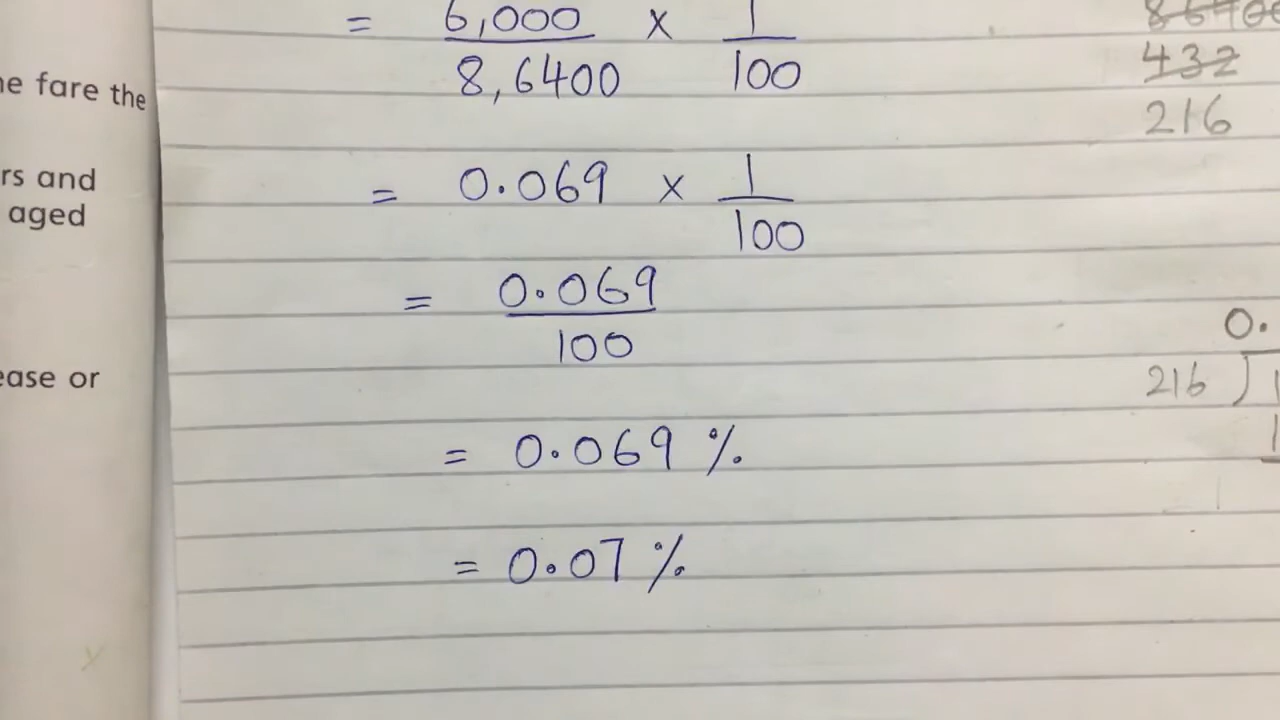 = 6,000 / 8,6400 × 1 / 100
432
216
he fare the
rs and
aged
= 0.069 × 1 / 100
= 0.069 / 100
0.
216 )
ease or
= 0.069 %
= 0.07 %